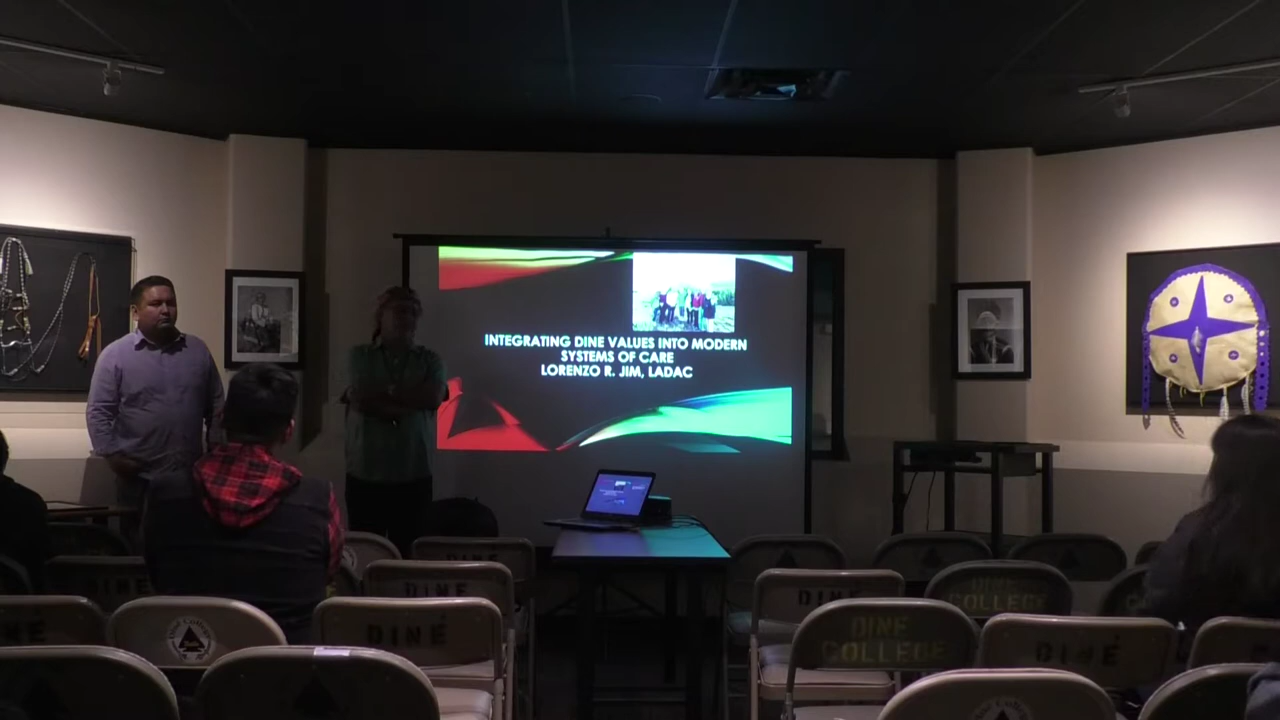 INTEGRATING DINE VALUES INTO MODERN
SYSTEMS OF CARE
LORENZO R. JIM, LADAC
DINÉ
DINÉ
DINÉ
DINE
COLLEGE
DINE
COLLEGE
DINÉ